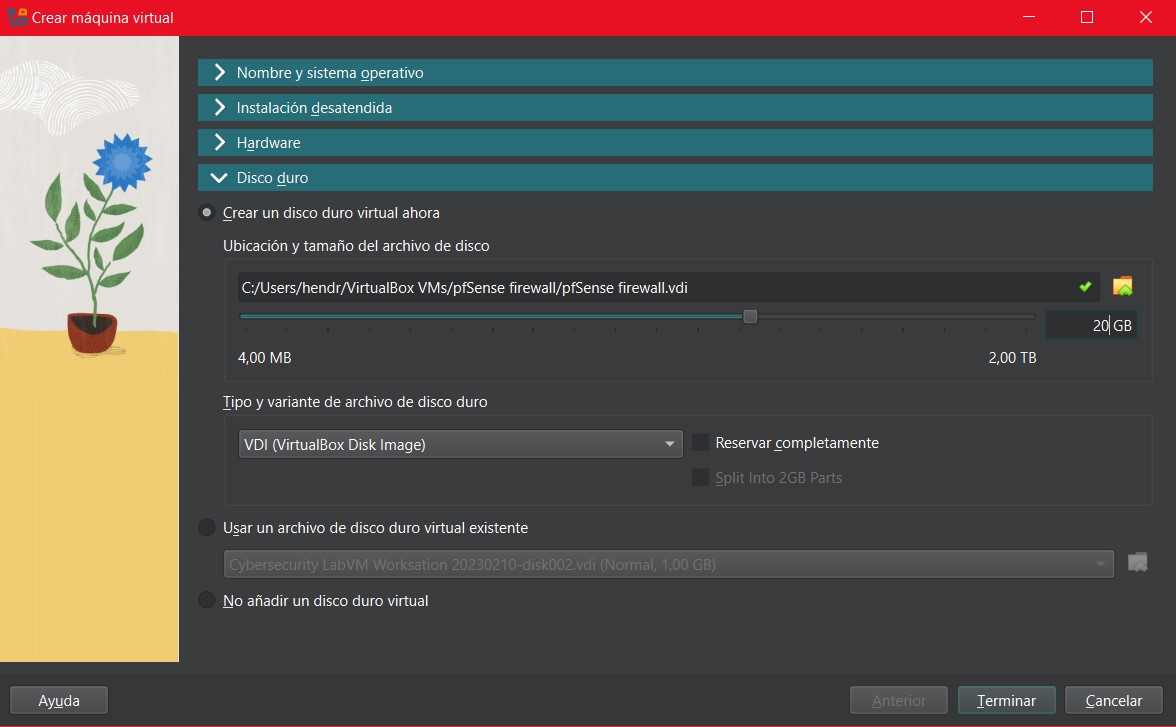 Crear máquina virtual
Nombre y sistema operativo
Instalación desatendida
Hardware
Disco duro
Crear un disco duro virtual ahora
Ubicación y tamaño del archivo de disco
C:/Users/hendr/VirtualBox VMs/pfSense firewall/pfSense firewall.vdi
20 GB
4,00 MB 2,00 TB
Tipo y variante de archivo de disco duro
VDI (VirtualBox Disk Image) Reservar completamente
Split Into 2GB Parts
Usar un archivo de disco duro virtual existente
Cybersecurity LabVM Worksation 20230210-disk002.vdi (Normal, 1,00 GB)
No añadir un disco duro virtual
Ayuda Anterior Terminar Cancelar